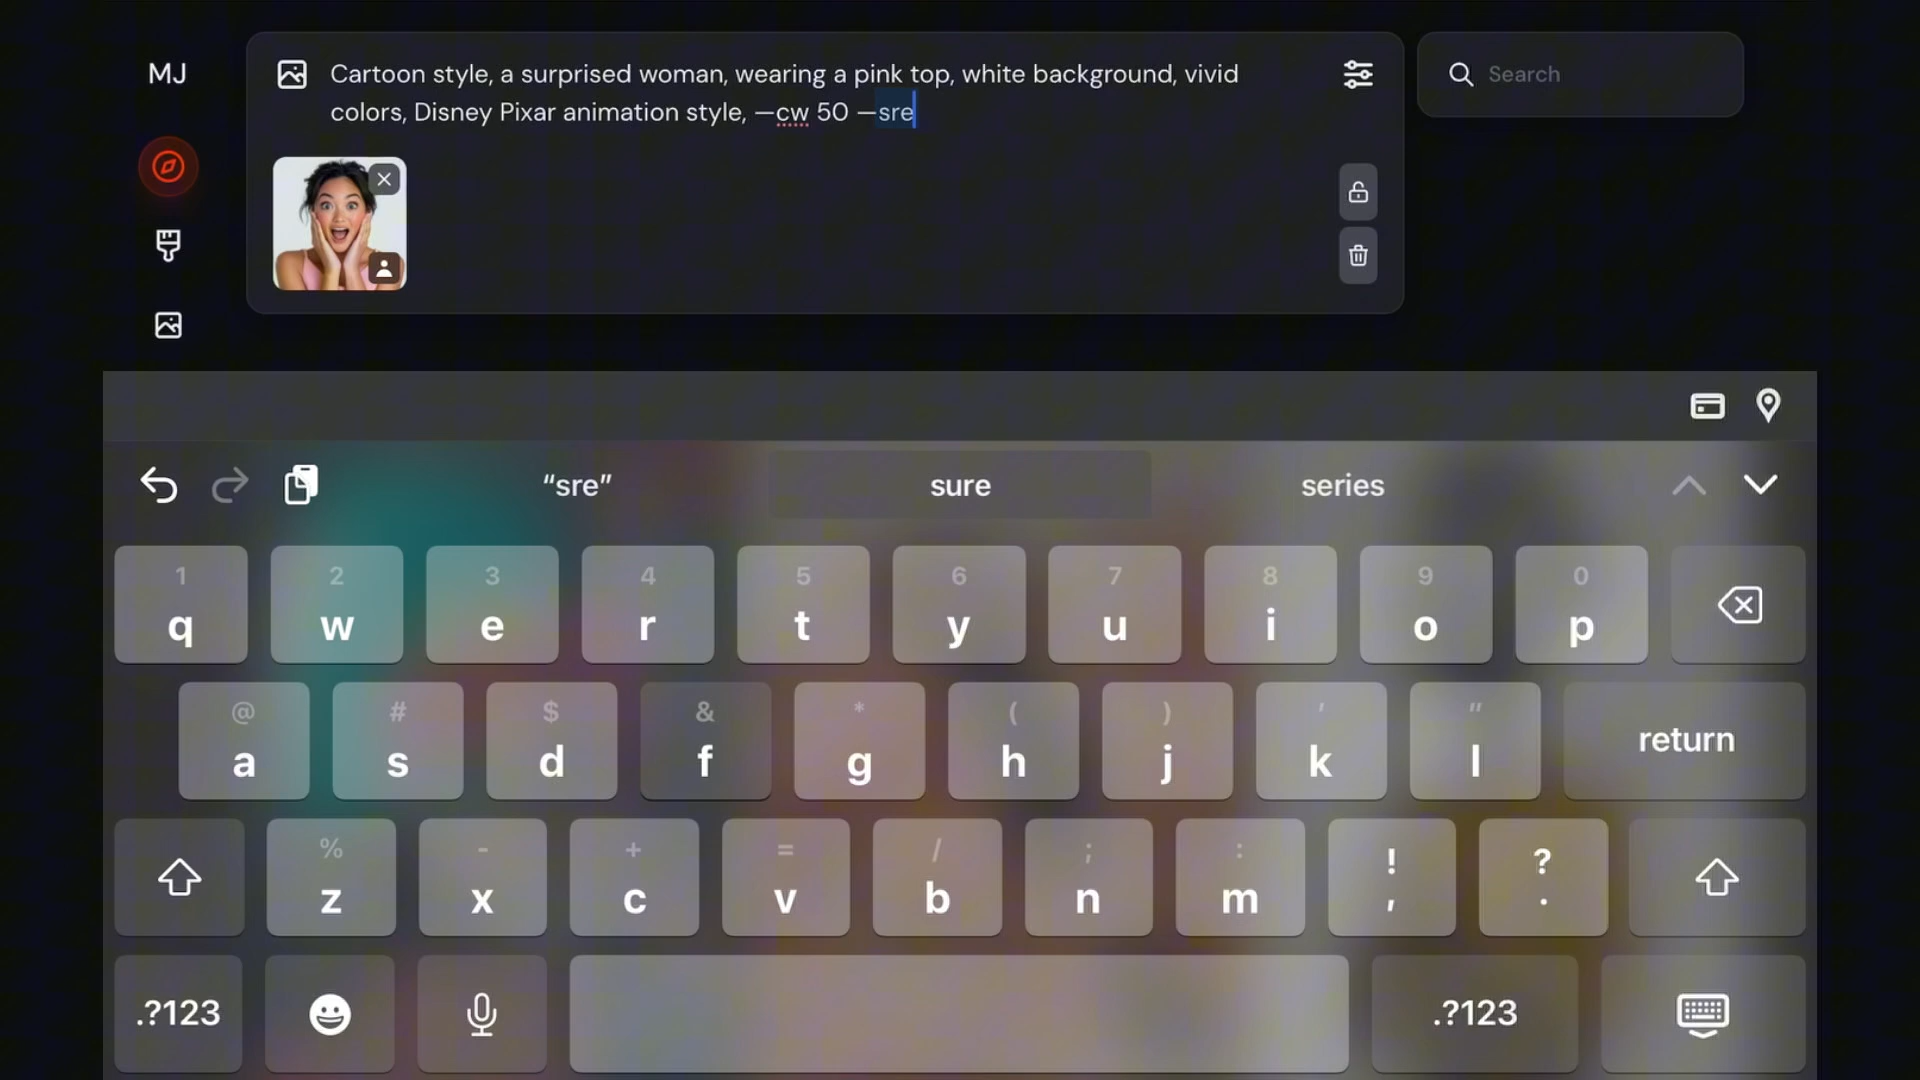 MJ
Cartoon style, a surprised woman, wearing a pink top, white background, vivid
colors, Disney Pixar animation style, —cw 50 —sre
Search
“sre” sure series
1 2 3 4 5 6 7 8 9 0
q w e r t y u i o p
@ # $ & * ( ) ' "
a s d f g h j k l return
% - + = / ; : ! ?
z x c v b n m , .
.?123 .?123